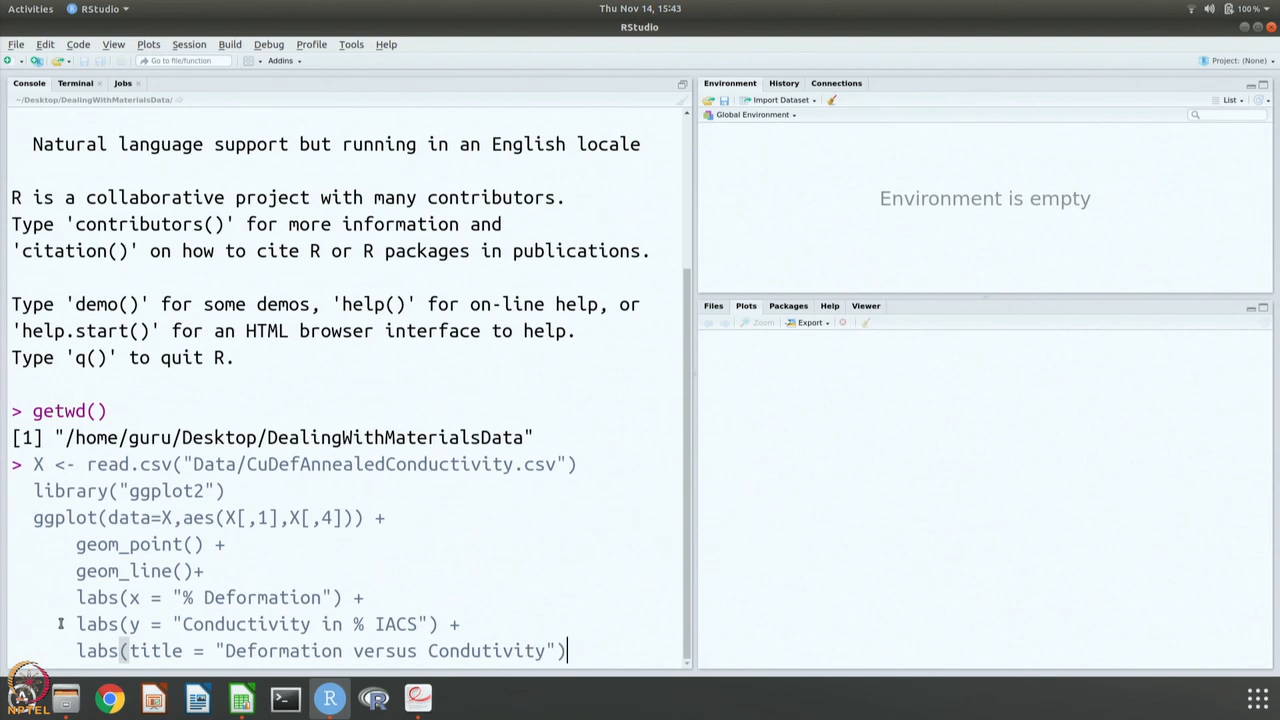 Activities RStudio Thu Nov 14, 15:43 100 %
RStudio
File Edit Code View Plots Session Build Debug Profile Tools Help
Go to file/function Addins Project: (None)
Console Terminal Jobs
~/Desktop/DealingWithMaterialsData/
Natural language support but running in an English locale
R is a collaborative project with many contributors.
Type 'contributors()' for more information and
'citation()' on how to cite R or R packages in publications.
Type 'demo()' for some demos, 'help()' for on-line help, or
'help.start()' for an HTML browser interface to help.
Type 'q()' to quit R.
> getwd()
[1] "/home/guru/Desktop/DealingWithMaterialsData"
> X <- read.csv("Data/CuDefAnnealedConductivity.csv")
library("ggplot2")
ggplot(data=X,aes(X[,1],X[,4])) +
geom_point() +
geom_line()+
labs(x = "% Deformation") +
labs(y = "Conductivity in % IACS") +
labs(title = "Deformation versus Condutivity")
Environment History Connections
Import Dataset List
Global Environment
Environment is empty
Files Plots Packages Help Viewer
Zoom Export
NPTEL